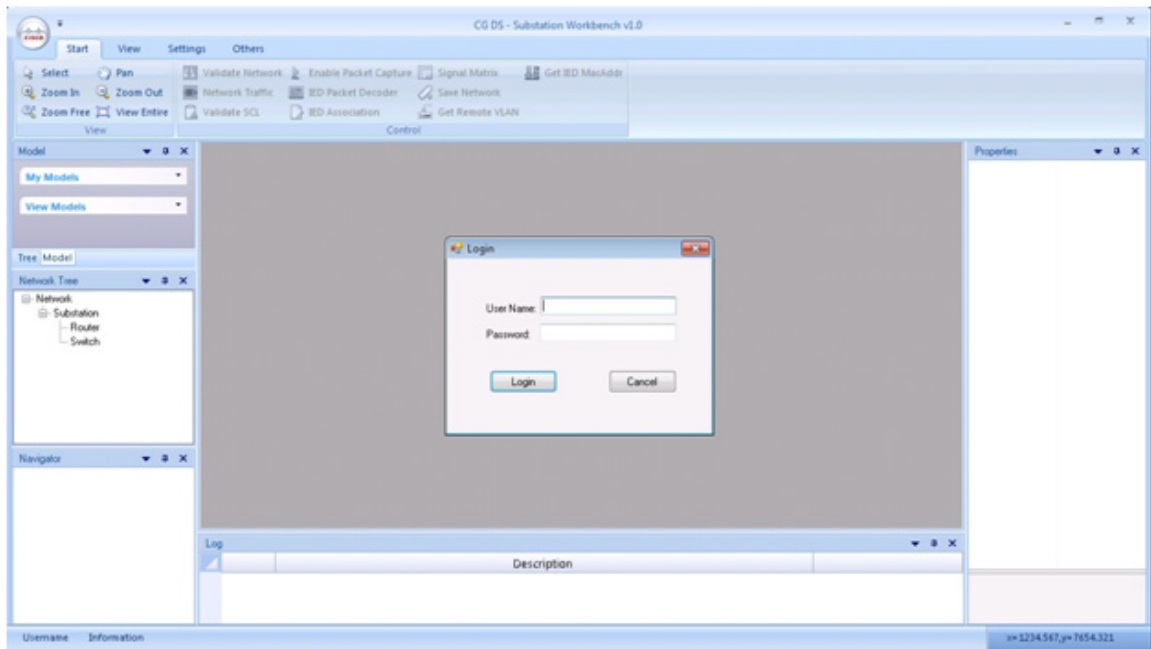 CG DS - Substation Workbench v1.0
CISCO
Start View Settings Others
Select Pan Validate Network Enable Packet Capture Signal Matrix Get IED MacAddr
Zoom In Zoom Out Network Traffic IED Packet Decoder Save Network
Zoom Free View Entire Validate SCL IED Association Get Remote VLAN
View Control
Model
My Models
View Models
Tree Model
Network Tree
Network
Substation
Router
Switch
Navigator
Login
User Name:
Password:
Login Cancel
Properties
Log
Description
Username Information
x=1234.567,y=7654.321